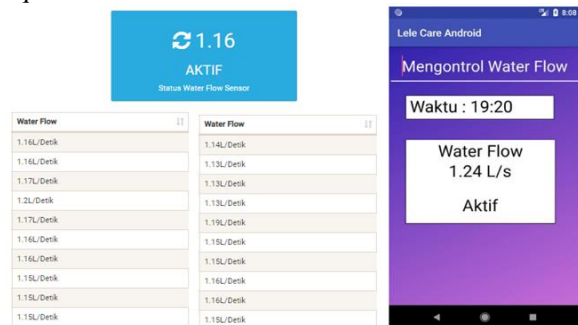 1.16
AKTIF
Status Water Flow Sensor
Water Flow
1.16L/Detik
1.16L/Detik
1.17L/Detik
1.2L/Detik
1.17L/Detik
1.16L/Detik
1.16L/Detik
1.15L/Detik
1.15L/Detik
1.15L/Detik
Water Flow
1.14L/Detik
1.13L/Detik
1.13L/Detik
1.13L/Detik
1.19L/Detik
1.15L/Detik
1.15L/Detik
1.16L/Detik
1.16L/Detik
1.15L/Detik
8:08
Lele Care Android
Mengontrol Water Flow
Waktu : 19:20
Water Flow
1.24 L/s
Aktif